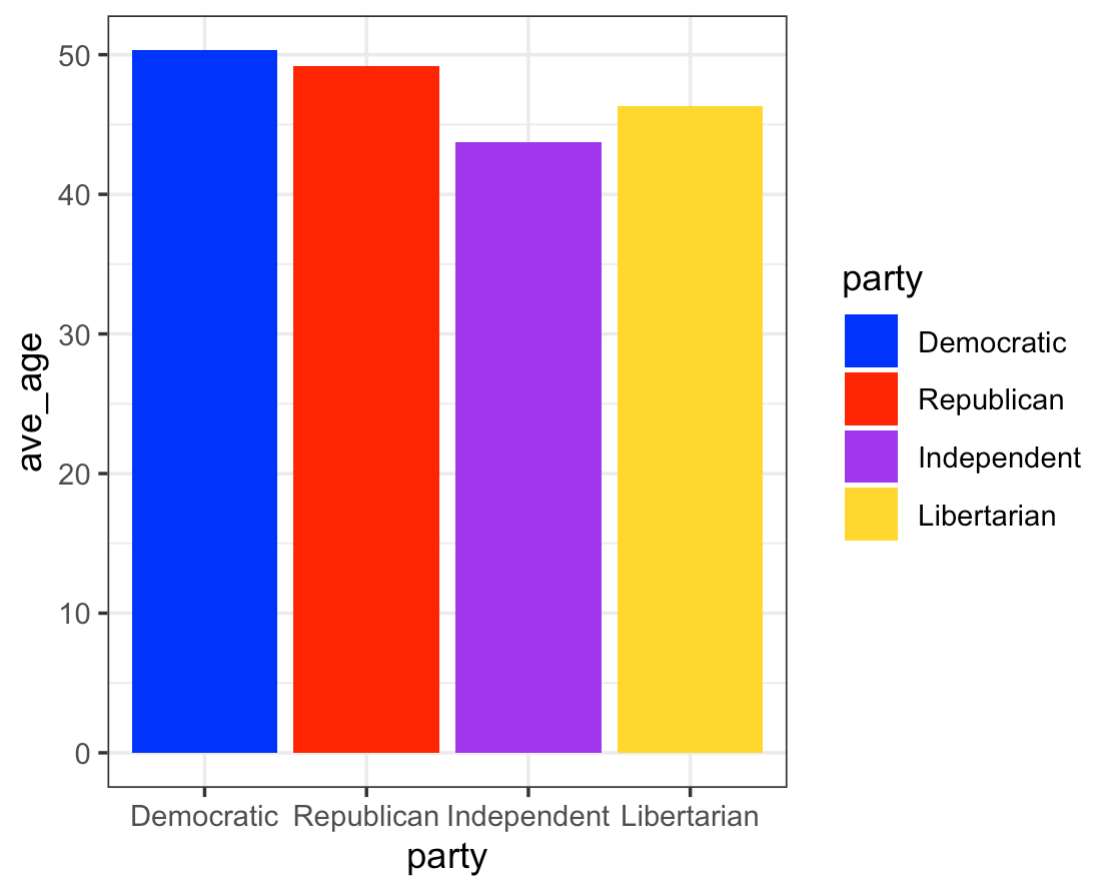 ave_age
50
40
30
20
10
0
Democratic Republican Independent Libertarian
party
party
Democratic
Republican
Independent
Libertarian